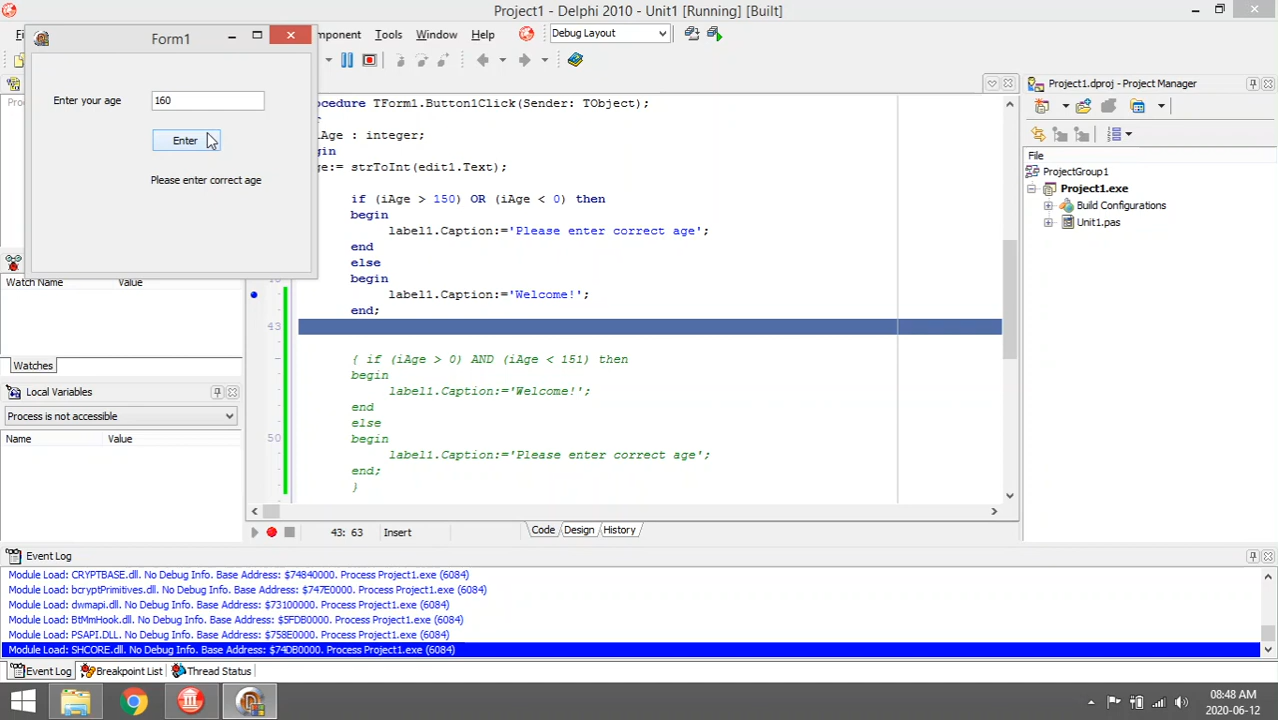 Project1 - Delphi 2010 - Unit1 [Running] [Built]
Form1
Tools
Window
Help
Debug Layout
Enter your age
160
Enter
Please enter correct age
TForm1.Button1Click(Sender: TObject);
iAge : integer;
strToInt(edit1.Text);
if (iAge > 150) OR (iAge < 0) then
begin
label1.Caption:='Please enter correct age';
end
else
begin
label1.Caption:='Welcome!';
end;
43
{ if (iAge > 0) AND (iAge < 151) then
begin
label1.Caption:='Welcome!';
end
else
50 begin
label1.Caption:='Please enter correct age';
end;
}
Project1.dproj - Project Manager
File
ProjectGroup1
Project1.exe
Build Configurations
Unit1.pas
Watch Name Value
Watches
Local Variables
Process is not accessible
Name Value
43: 63 Insert
Code Design History
Event Log
Module Load: CRYPTBASE.dll. No Debug Info. Base Address: $74840000. Process Project1.exe (6084)
Module Load: bcryptPrimitives.dll. No Debug Info. Base Address: $747E0000. Process Project1.exe (6084)
Module Load: dwmapi.dll. No Debug Info. Base Address: $73100000. Process Project1.exe (6084)
Module Load: BtMmHook.dll. No Debug Info. Base Address: $5FDB0000. Process Project1.exe (6084)
Module Load: PSAPI.DLL. No Debug Info. Base Address: $758E0000. Process Project1.exe (6084)
Module Load: SHCORE.dll. No Debug Info. Base Address: $74DB0000. Process Project1.exe (6084)
Event Log Breakpoint List Thread Status
08:48 AM
2020-06-12